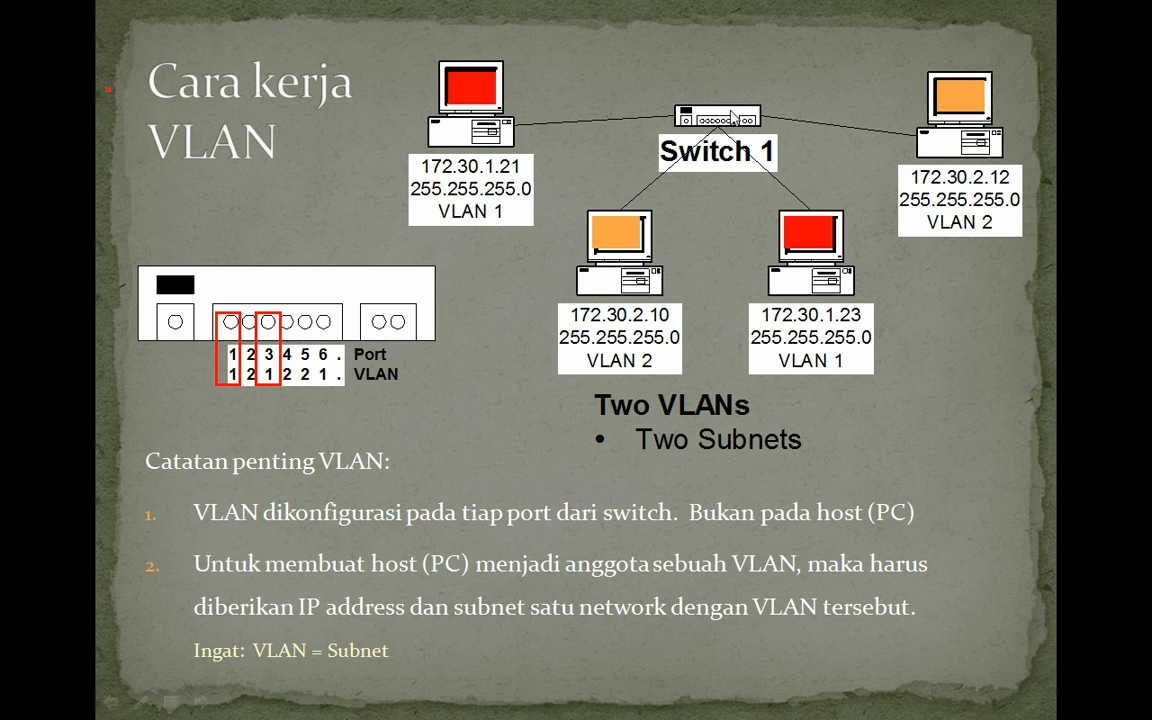 Cara kerja
VLAN
172.30.1.21
255.255.255.0
VLAN 1
Switch 1
172.30.2.12
255.255.255.0
VLAN 2
172.30.2.10
255.255.255.0
VLAN 2
172.30.1.23
255.255.255.0
VLAN 1
1 2 3 4 5 6 . Port
1 2 1 2 2 1 . VLAN
Two VLANs
• Two Subnets
Catatan penting VLAN:
1. VLAN dikonfigurasi pada tiap port dari switch. Bukan pada host (PC)
2. Untuk membuat host (PC) menjadi anggota sebuah VLAN, maka harus
diberikan IP address dan subnet satu network dengan VLAN tersebut.
Ingat: VLAN = Subnet